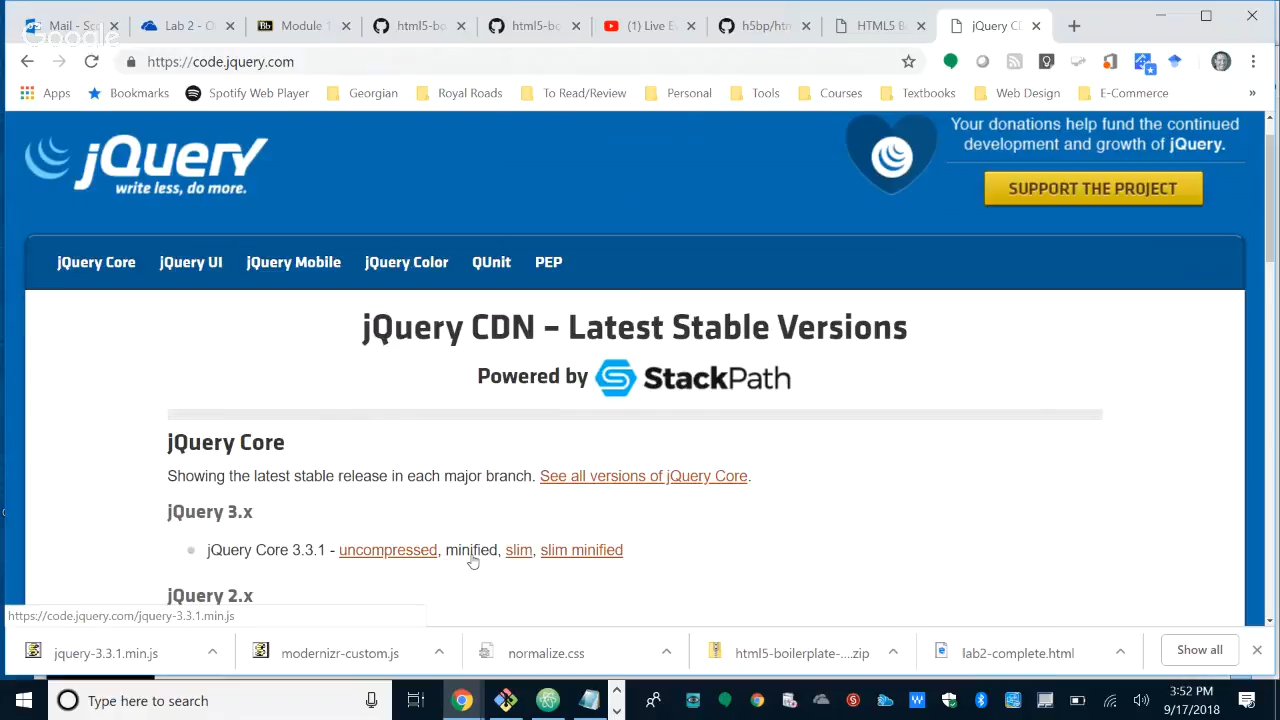 Mail - Sc
Lab 2 - O
Module 1
html5-bo
html5-bo
(1) Live E
h5bp/htm
HTML5 B
jQuery CD
Google
https://code.jquery.com
Apps
Bookmarks
Spotify Web Player
Georgian
Royal Roads
To Read/Review
Personal
Tools
Courses
Textbooks
Web Design
E-Commerce
»
jQuery
write less, do more.
Your donations help fund the continued
development and growth of jQuery.
SUPPORT THE PROJECT
jQuery Core
jQuery UI
jQuery Mobile
jQuery Color
QUnit
PEP
jQuery CDN – Latest Stable Versions
Powered by StackPath
jQuery Core
Showing the latest stable release in each major branch. See all versions of jQuery Core.
jQuery 3.x
jQuery Core 3.3.1 - uncompressed, minified, slim, slim minified
jQuery 2.x
https://code.jquery.com/jquery-3.3.1.min.js
jquery-3.3.1.min.js
modernizr-custom.js
normalize.css
html5-boilerplate-....zip
lab2-complete.html
Show all
Type here to search
3:52 PM
9/17/2018